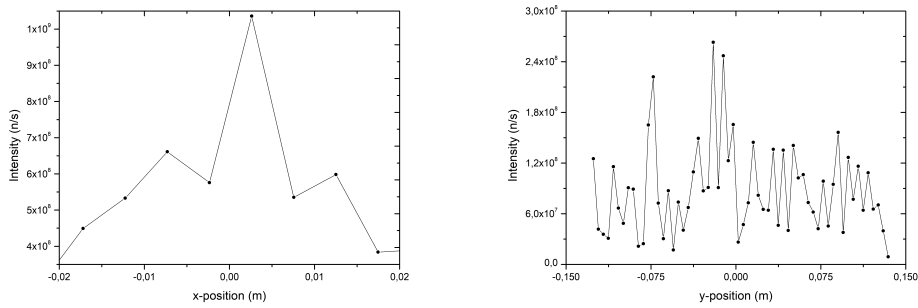 1x10⁹
9x10⁸
8x10⁸
7x10⁸
6x10⁸
5x10⁸
4x10⁸
Intensity (n/s)
-0,02 -0,01 0,00 0,01 0,02
x-position (m)
3,0x10⁸
2,4x10⁸
1,8x10⁸
1,2x10⁸
6,0x10⁷
0,0
Intensity (n/s)
-0,150 -0,075 0,000 0,075 0,150
y-position (m)